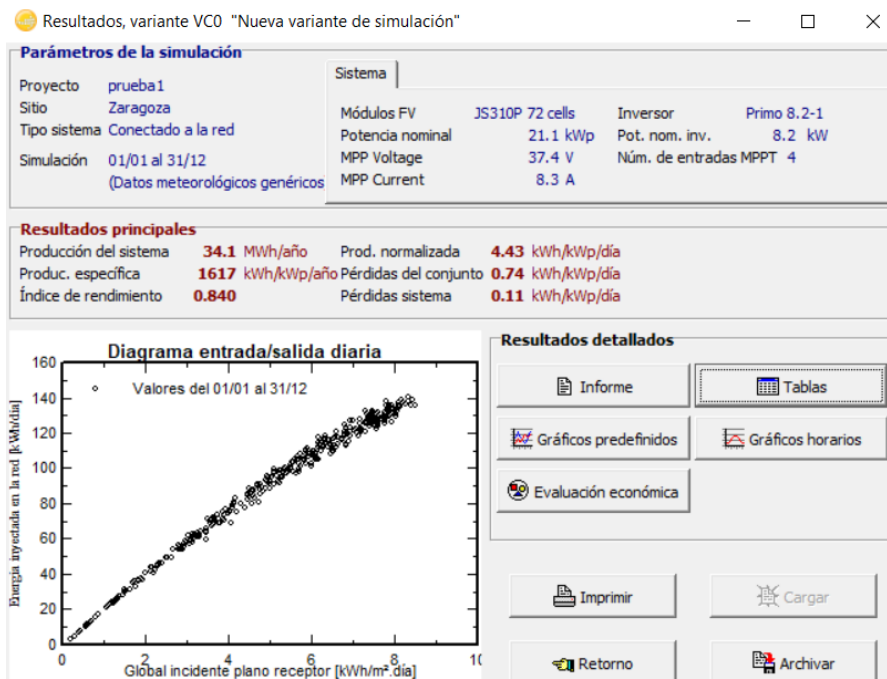 Resultados, variante VC0 "Nueva variante de simulación"
Parámetros de la simulación
Proyecto prueba1
Sitio Zaragoza
Tipo sistema Conectado a la red
Simulación 01/01 al 31/12
(Datos meteorológicos genéricos
Sistema
Módulos FV JS310P 72 cells Inversor Primo 8.2-1
Potencia nominal 21.1 kWp Pot. nom. inv. 8.2 kW
MPP Voltage 37.4 V Núm. de entradas MPPT 4
MPP Current 8.3 A
Resultados principales
Producción del sistema 34.1 MWh/año Prod. normalizada 4.43 kWh/kWp/día
Produc. específica 1617 kWh/kWp/año Pérdidas del conjunto 0.74 kWh/kWp/día
Índice de rendimiento 0.840 Pérdidas sistema 0.11 kWh/kWp/día
Diagrama entrada/salida diaria
Valores del 01/01 al 31/12
Energía inyectada en la red [kWh/día]
160
140
120
100
80
60
40
20
0
0 2 4 6 8 10
Global incidente plano receptor [kWh/m².día]
Resultados detallados
Informe Tablas
Gráficos predefinidos Gráficos horarios
Evaluación económica
Imprimir Cargar
Retorno Archivar